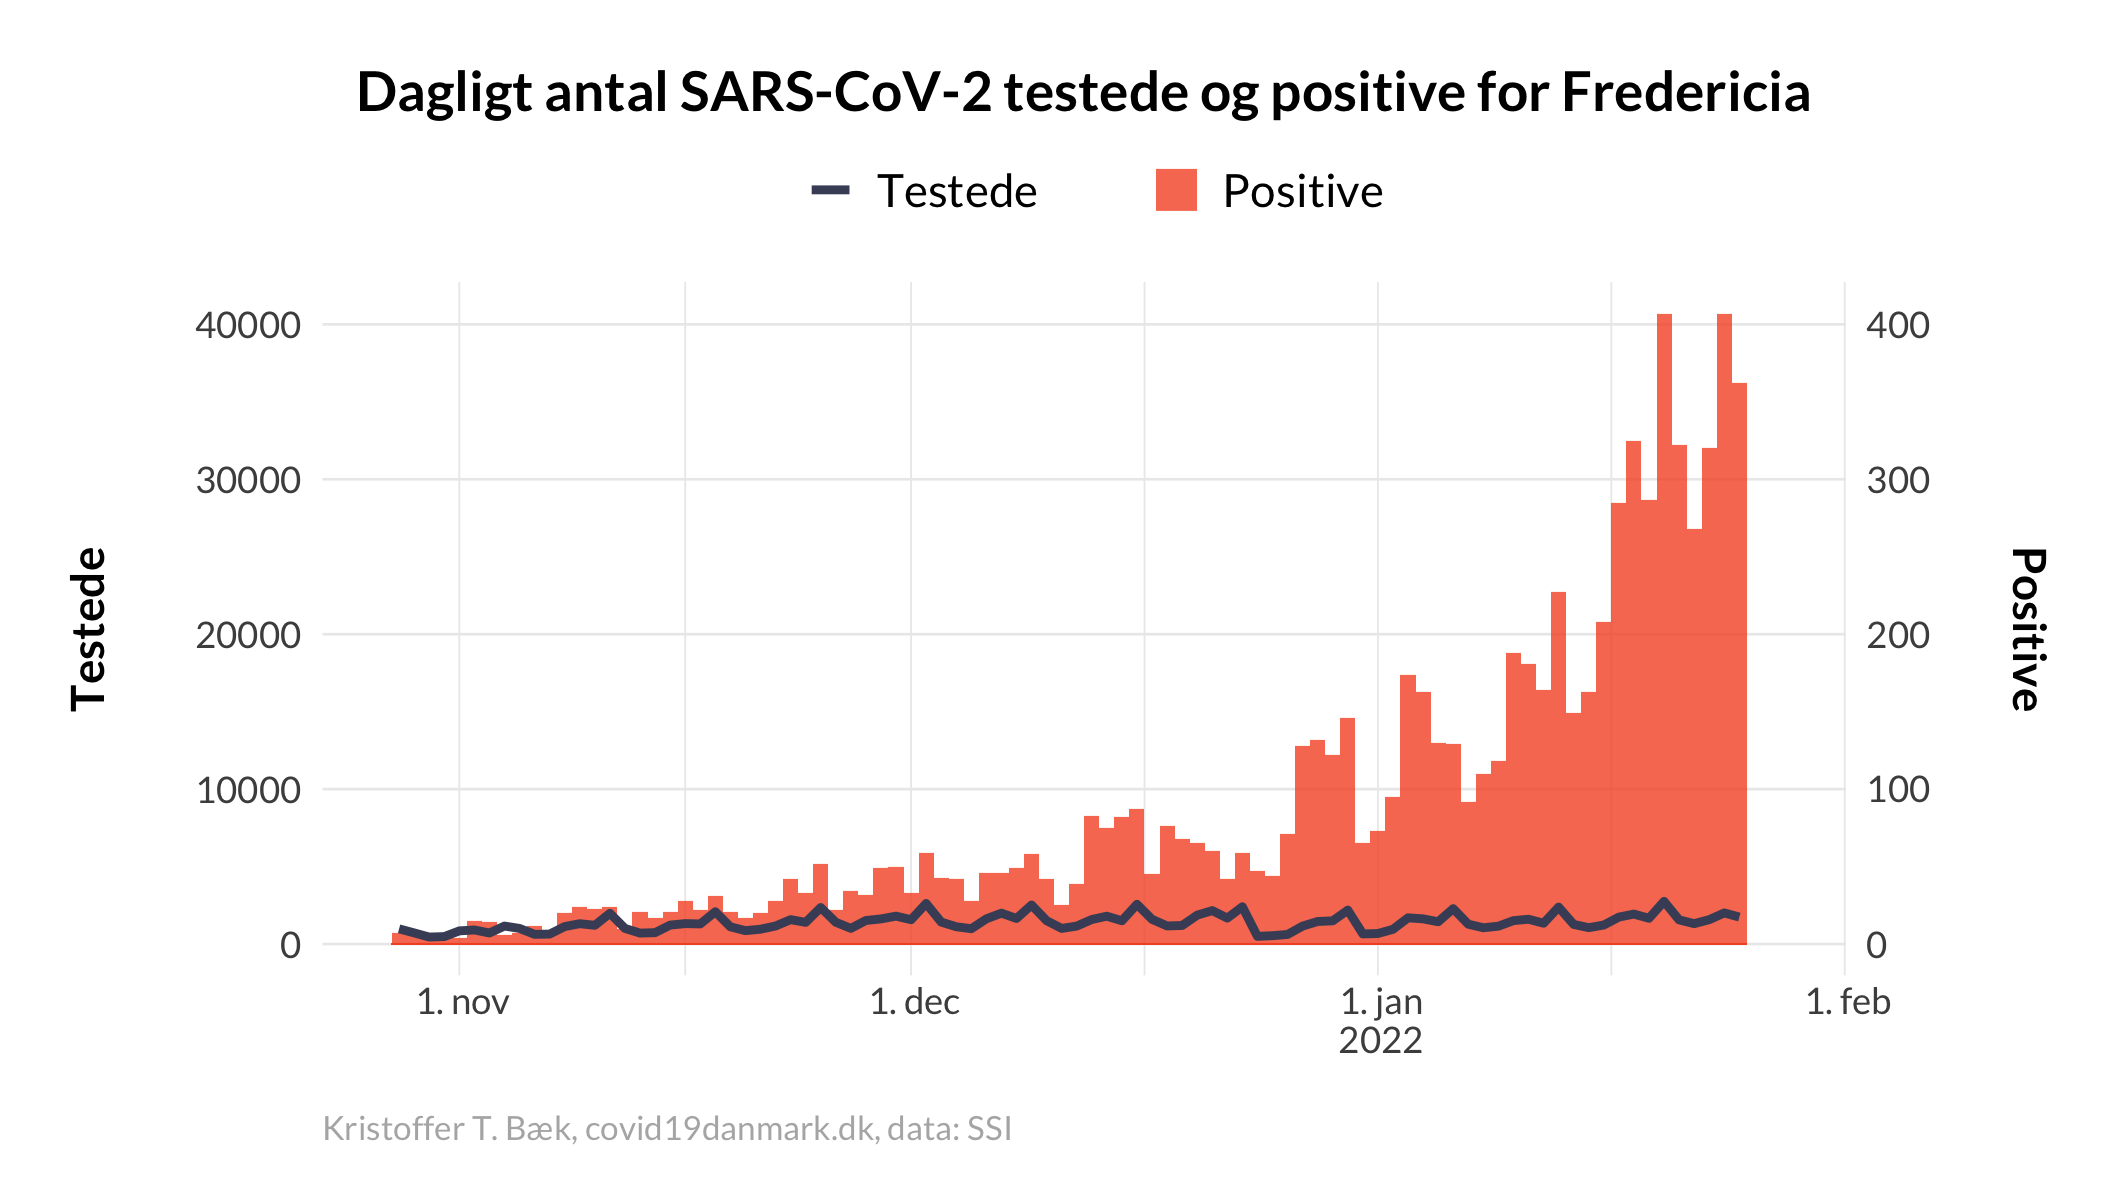 Dagligt antal SARS-CoV-2 testede og positive for Fredericia
Testede
Positive
40000
30000
20000
10000
0
Testede
400
300
200
100
0
Positive
1. nov
1. dec
1. jan
2022
1. feb
Kristoffer T. Bæk, covid19danmark.dk, data: SSI